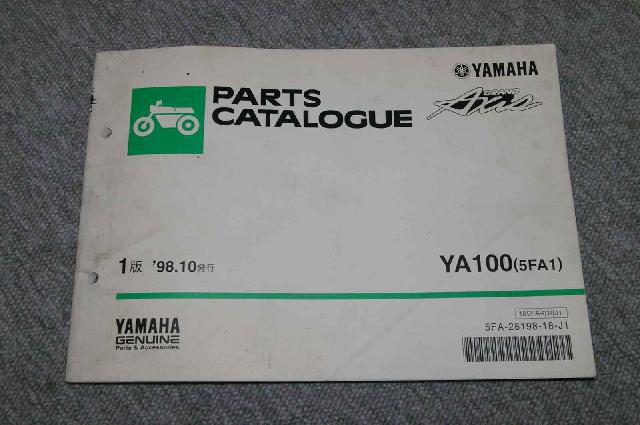 YAMAHA
GRAND
Axis
PARTS
CATALOGUE
1版 '98.10発行
YA100(5FA1)
YAMAHA
GENUINE
Parts & Accessories
5FA-28198-18-J1